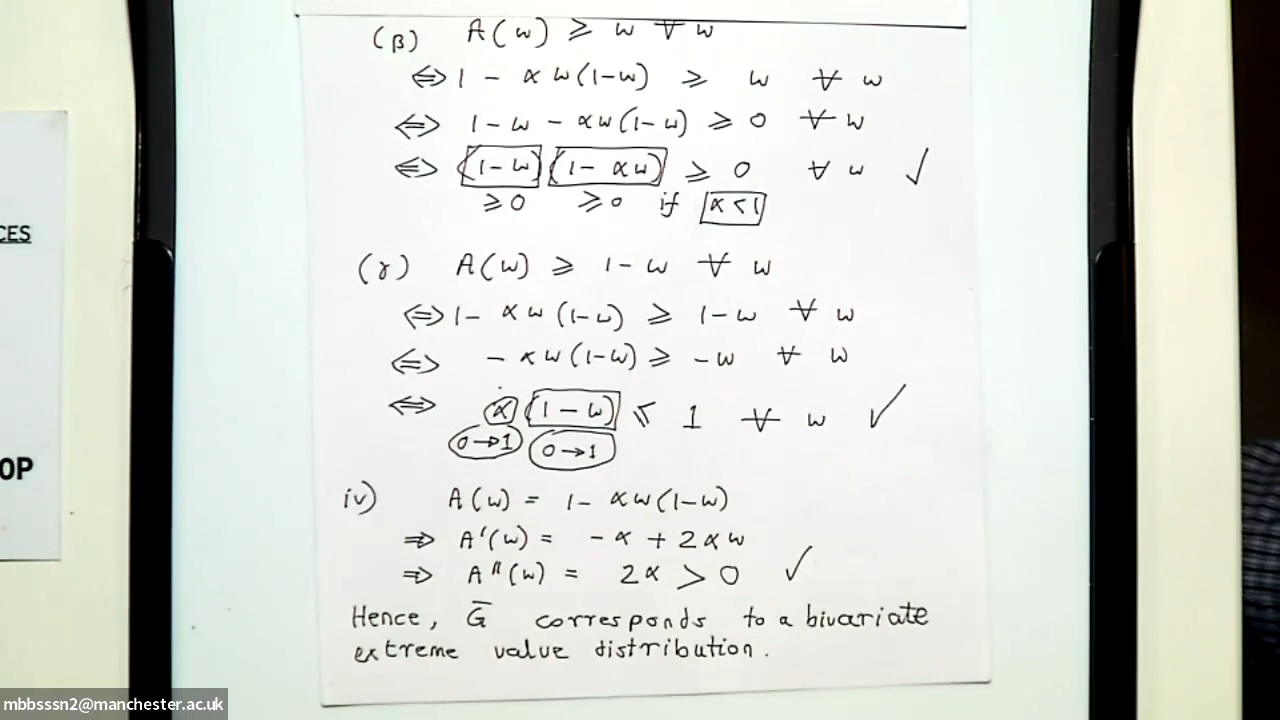 (β) A(w) ≥ w ∀ w
⇔ 1 - αw(1-w) ≥ w ∀ w
⇔ 1-w - αw(1-w) ≥ 0 ∀ w
⇔ (1-w) (1-αw) ≥ 0 ∀ w ✓
≥0 ≥0 if α<1
(γ) A(w) ≥ 1-w ∀ w
⇔ 1- αw(1-w) ≥ 1-w ∀ w
⇔ -αw(1-w) ≥ -w ∀ w
⇔ α (1-w) ≤ 1 ∀ w ✓
0→1 0→1
iv) A(w) = 1- αw(1-w)
⇒ A'(w) = -α + 2αw
⇒ A"(w) = 2α > 0 ✓
Hence, G̅ corresponds to a bivariate
extreme value distribution.
CES
OP
mbbsssn2@manchester.ac.uk